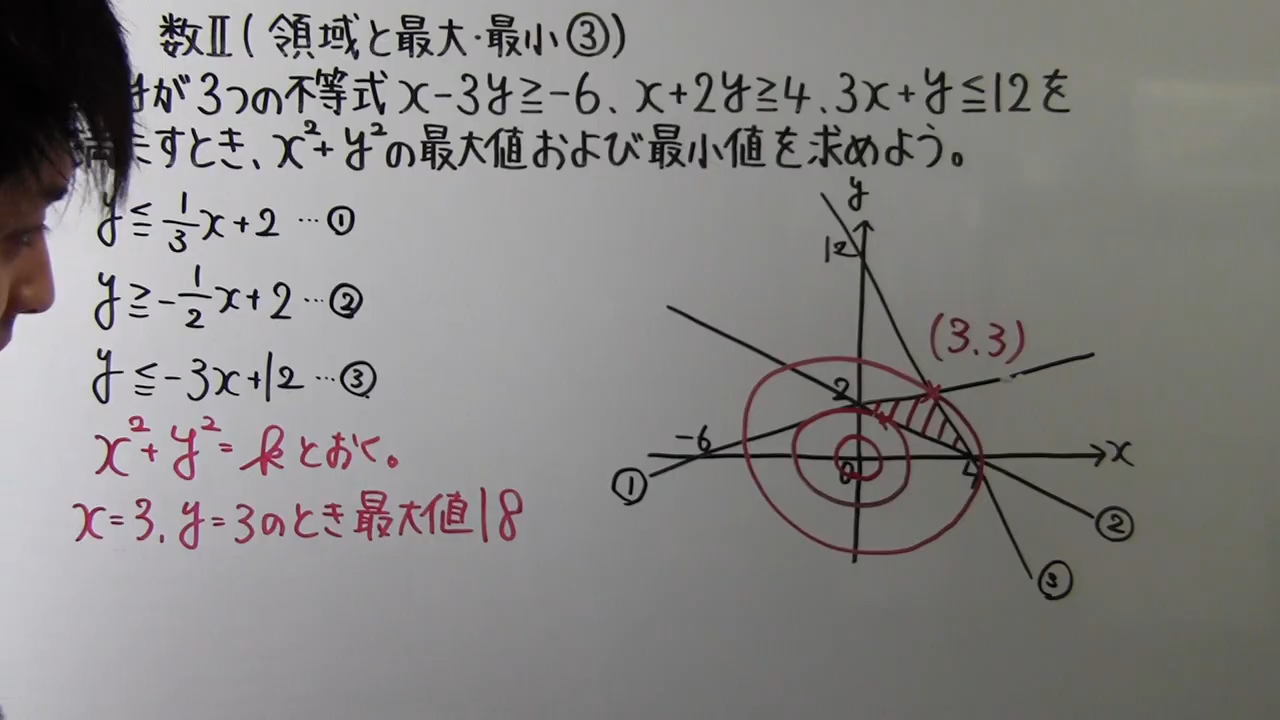 数Ⅱ(領域と最大・最小③)
yが3つの不等式 x-3y≧-6、x+2y≧4、3x+y≦12を
満たすとき、x²+y²の最大値および最小値を求めよう。
y≦1/3x+2 …①
y≧-1/2x+2 …②
y≦-3x+12 …③
x²+y²=kとおく。
x=3、y=3のとき最大値18
y
12
(3.3)
2
-6
x
0
4
①
②
③